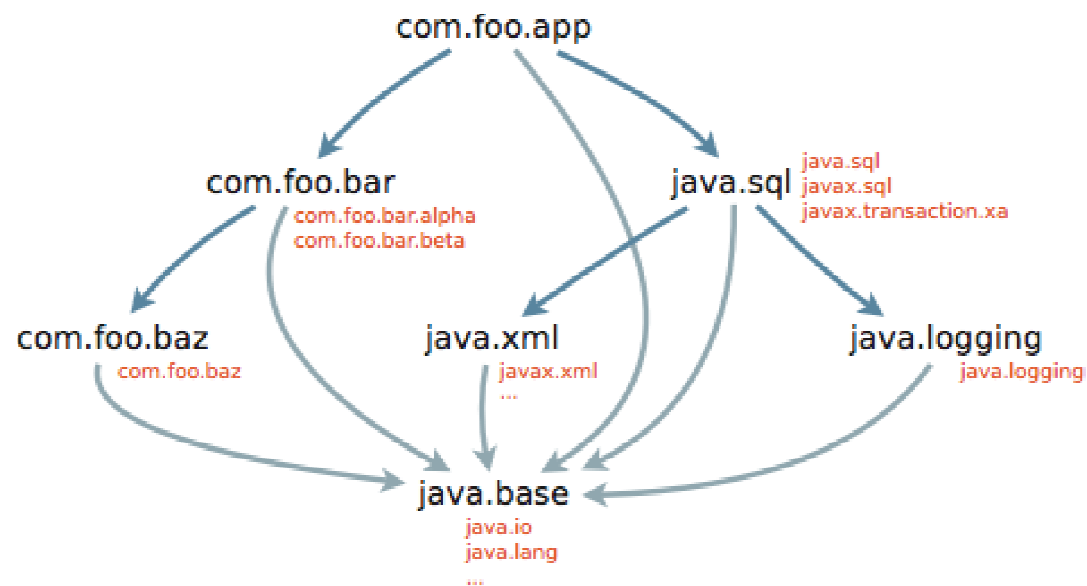 com.foo.app
com.foo.bar
com.foo.bar.alpha
com.foo.bar.beta
java.sql
java.sql
javax.sql
javax.transaction.xa
com.foo.baz
com.foo.baz
java.xml
javax.xml
...
java.logging
java.logging
java.base
java.io
java.lang
...